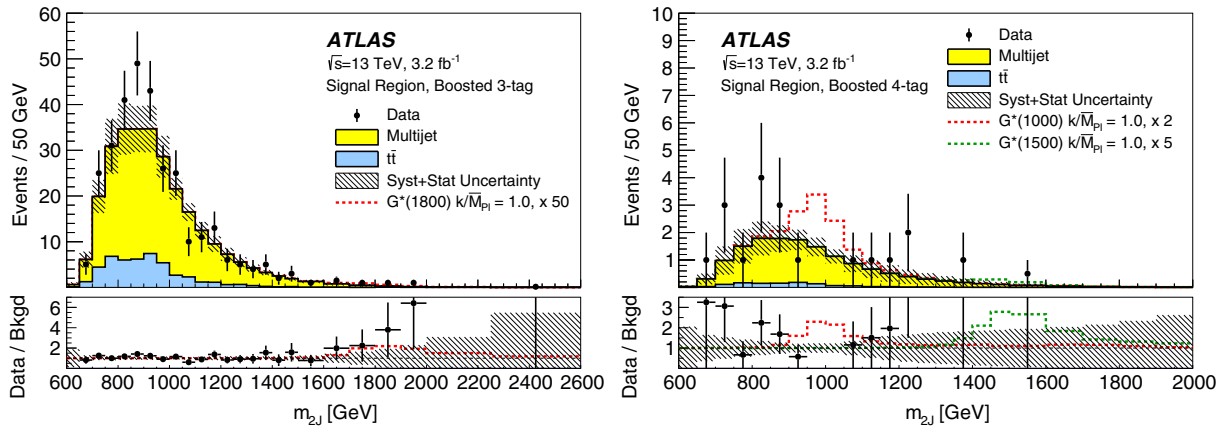 Events / 50 GeV
60
50
40
30
20
10
ATLAS
√s=13 TeV, 3.2 fb⁻¹
Signal Region, Boosted 3-tag
Data
Multijet
tt̄
Syst+Stat Uncertainty
G*(1800) k/M̄Pl = 1.0, x 50
Data / Bkgd
6
4
2
600 800 1000 1200 1400 1600 1800 2000 2200 2400 2600
m2J [GeV]
Events / 50 GeV
10
9
8
7
6
5
4
3
2
1
ATLAS
√s=13 TeV, 3.2 fb⁻¹
Signal Region, Boosted 4-tag
Data
Multijet
tt̄
Syst+Stat Uncertainty
G*(1000) k/M̄Pl = 1.0, x 2
G*(1500) k/M̄Pl = 1.0, x 5
Data / Bkgd
3
2
1
600 800 1000 1200 1400 1600 1800 2000
m2J [GeV]